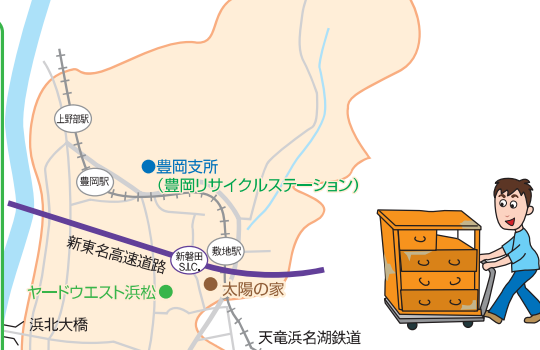 上野部駅
豊岡支所
(豊岡リサイクルステーション)
豊岡駅
新東名高速道路
新磐田
S.I.C.
敷地駅
ヤードウエスト浜松
太陽の家
浜北大橋
天竜浜名湖鉄道